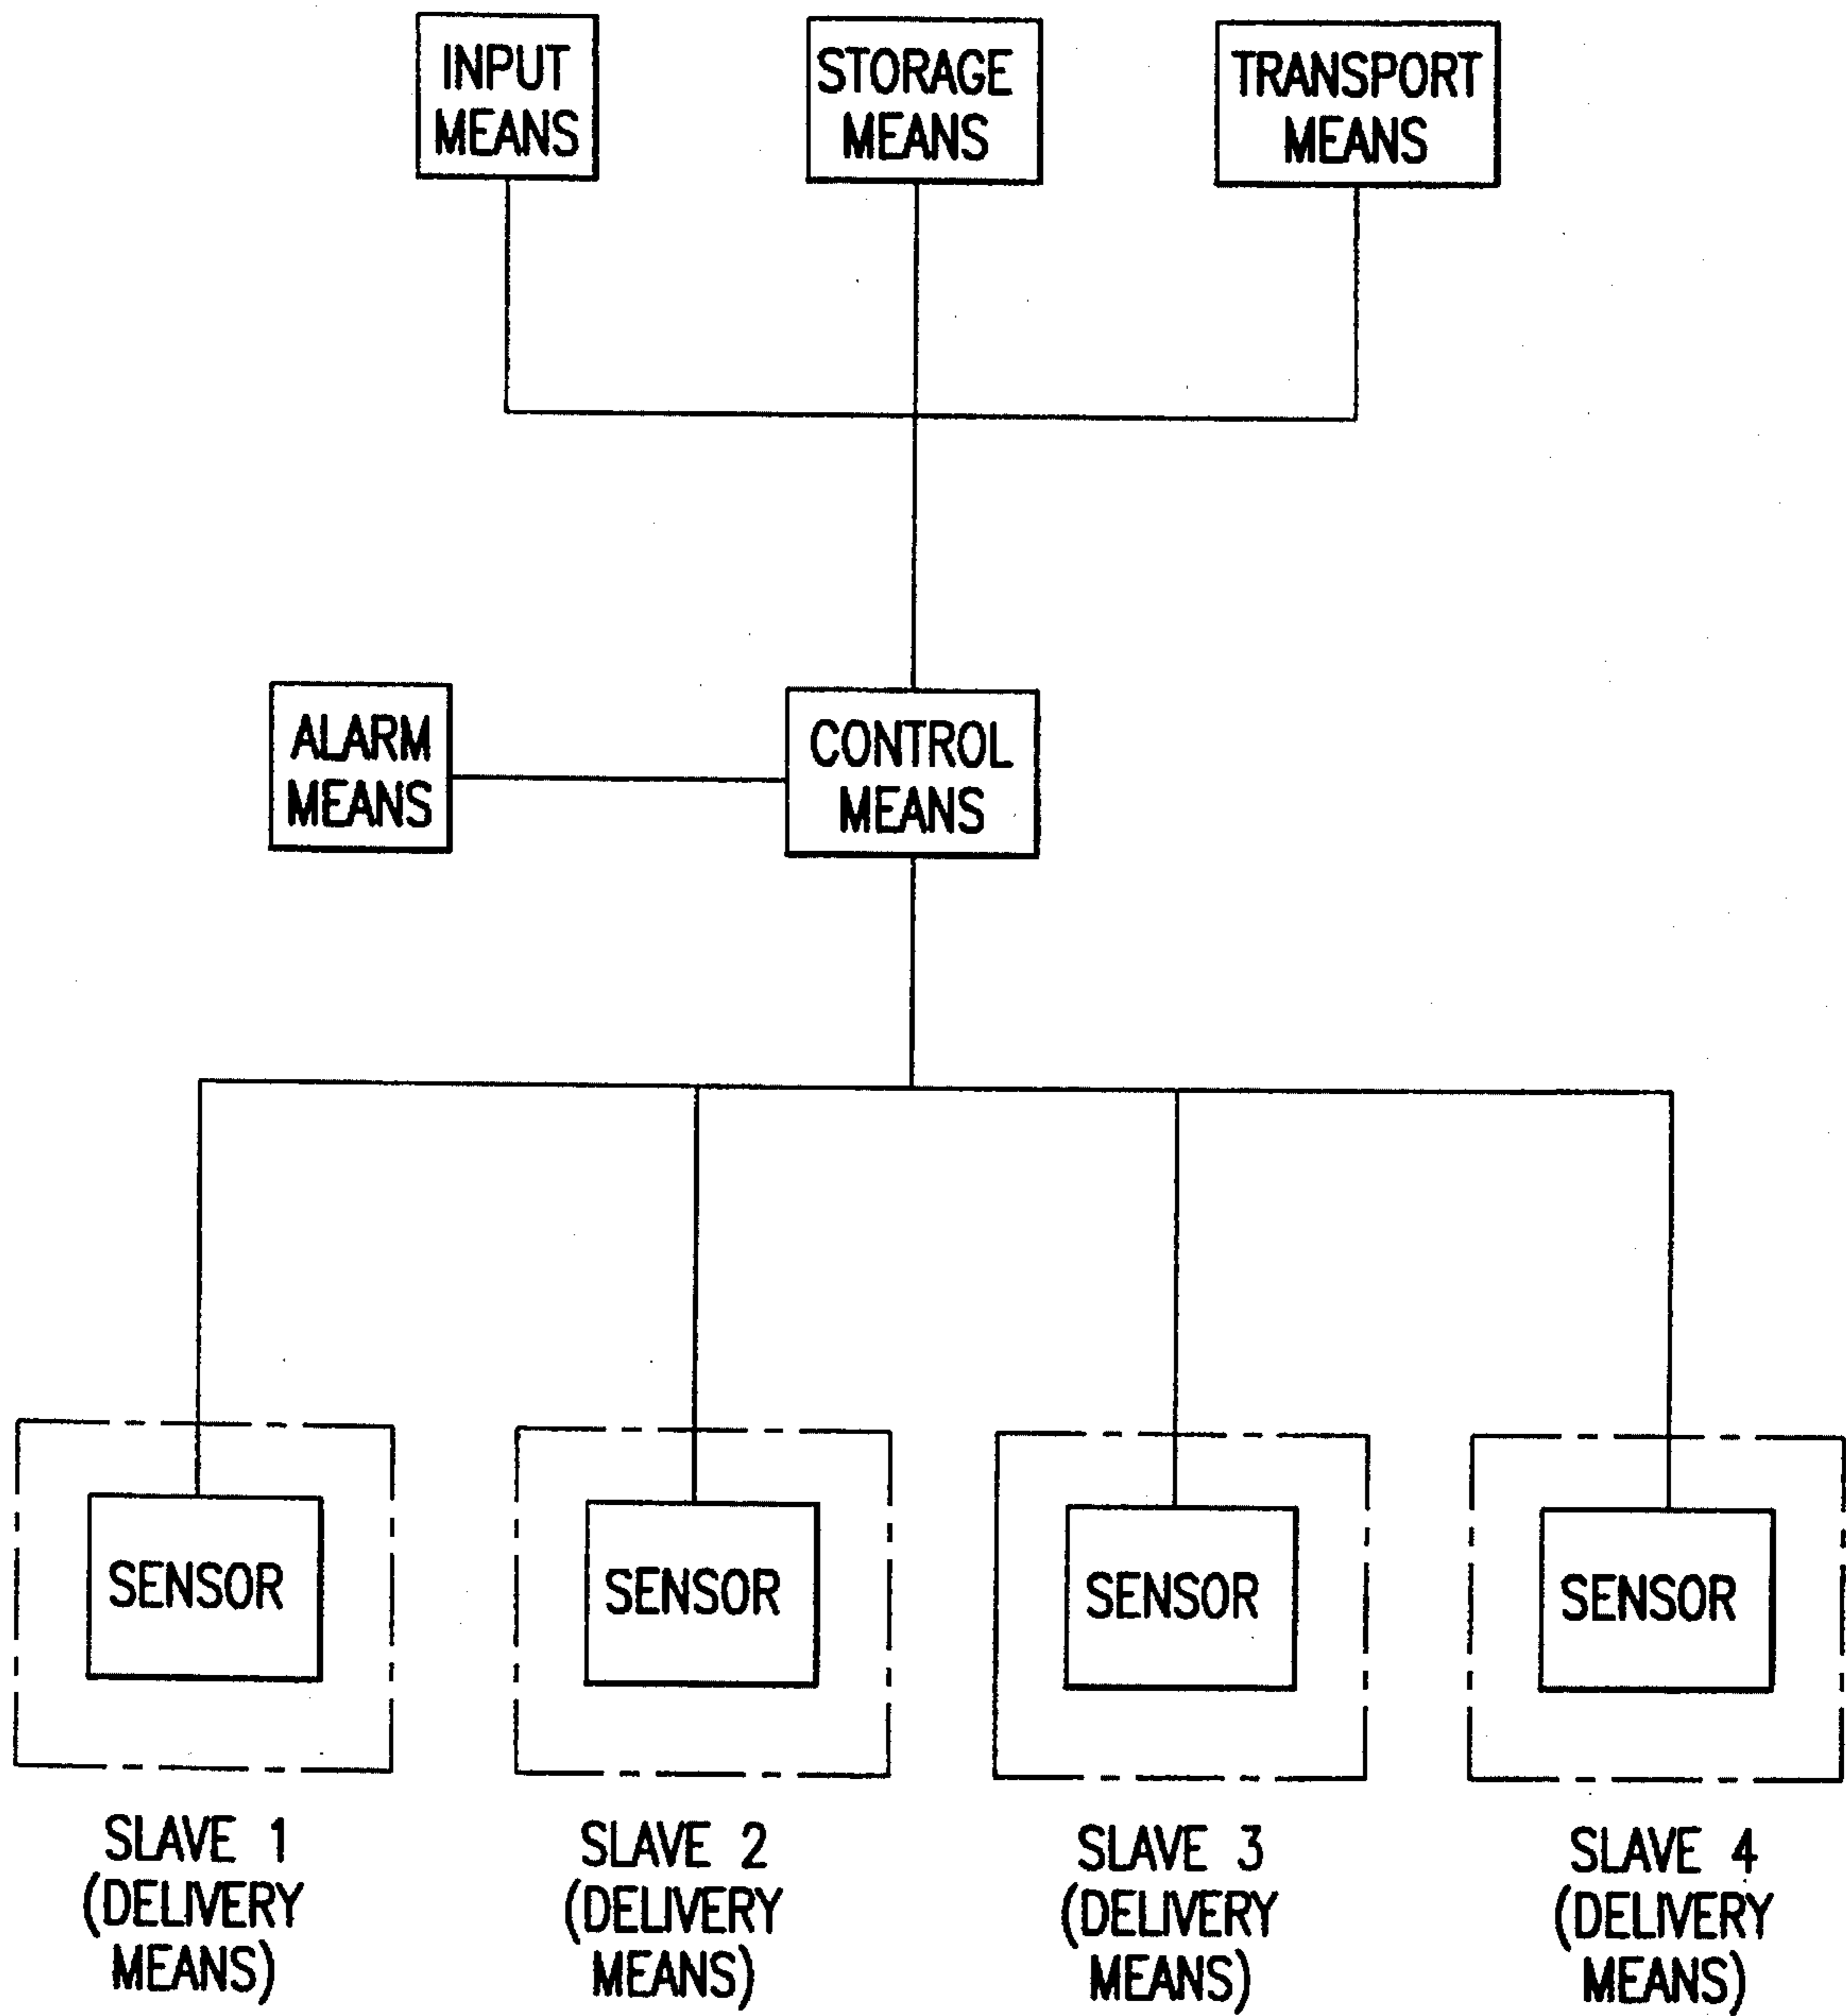 INPUT
MEANS
STORAGE
MEANS
TRANSPORT
MEANS
ALARM
MEANS
CONTROL
MEANS
SENSOR
SENSOR
SENSOR
SENSOR
SLAVE 1
(DELIVERY
MEANS)
SLAVE 2
(DELIVERY
MEANS)
SLAVE 3
(DELIVERY
MEANS)
SLAVE 4
(DELIVERY
MEANS)